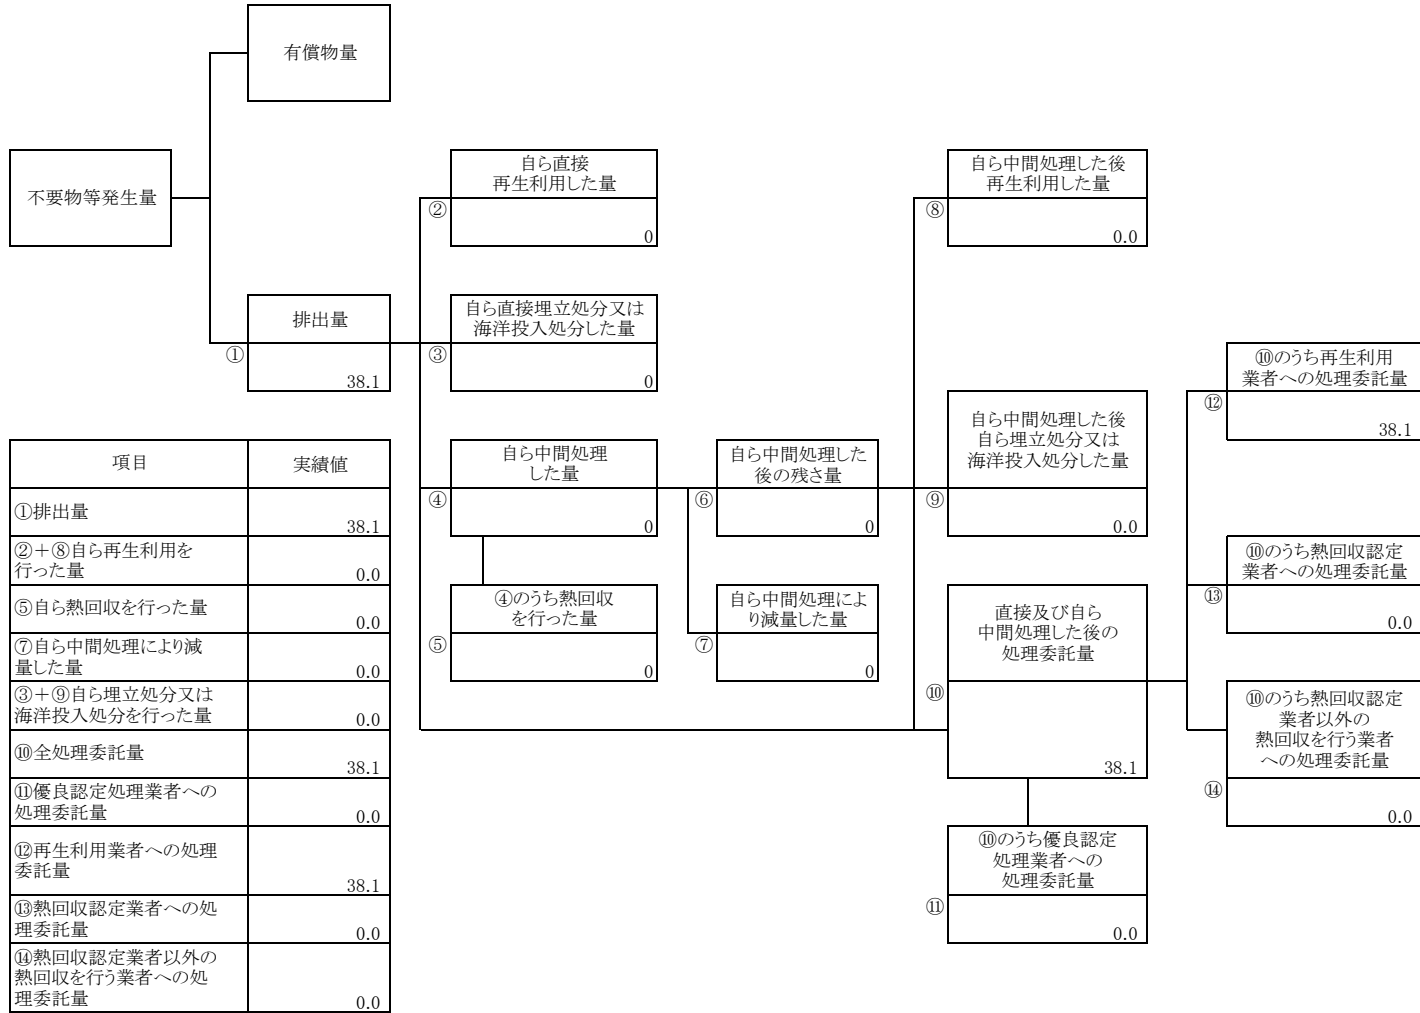 有償物量
不要物等発生量
自ら直接
再生利用した量
②
0
自ら中間処理した後
再生利用した量
⑧
0.0
排出量
①
38.1
自ら直接埋立処分又は
海洋投入処分した量
③
0
⑩のうち再生利用
業者への処理委託量
⑫
38.1
自ら中間処理
した量
④
0
自ら中間処理した
後の残さ量
⑥
0
自ら中間処理した後
自ら埋立処分又は
海洋投入処分した量
⑨
0.0
⑩のうち熱回収認定
業者への処理委託量
⑬
0.0
④のうち熱回収
を行った量
⑤
0
自ら中間処理によ
り減量した量
⑦
0
直接及び自ら
中間処理した後の
処理委託量
⑩
38.1
⑩のうち熱回収認定
業者以外の
熱回収を行う業者
への処理委託量
⑭
0.0
⑩のうち優良認定
処理業者への
処理委託量
⑪
0.0
項目 実績値
①排出量
38.1
②＋⑧自ら再生利用を
行った量
0.0
⑤自ら熱回収を行った量
0.0
⑦自ら中間処理により減
量した量
0.0
③＋⑨自ら埋立処分又は
海洋投入処分を行った量
0.0
⑩全処理委託量
38.1
⑪優良認定処理業者への
処理委託量
0.0
⑫再生利用業者への処理
委託量
38.1
⑬熱回収認定業者への処
理委託量
0.0
⑭熱回収認定業者以外の
熱回収を行う業者への処
理委託量
0.0